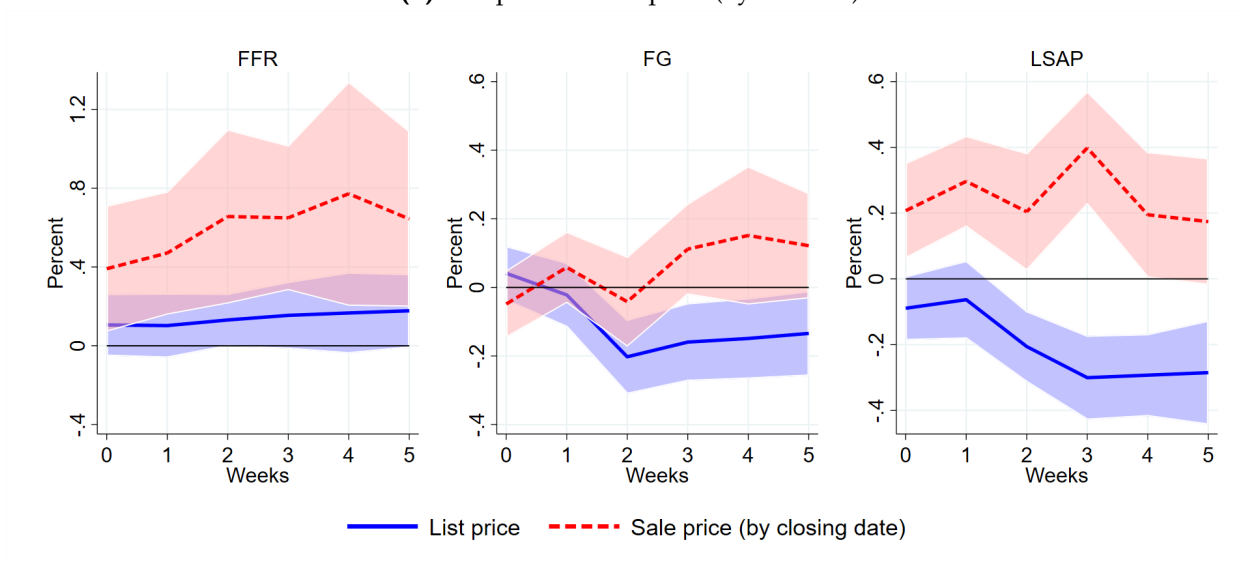 FFR
FG
LSAP
Percent
1.2
.8
.4
0
-.4
0 1 2 3 4 5
Weeks
Percent
.6
.4
.2
0
-.2
-.4
0 1 2 3 4 5
Weeks
Percent
.6
.4
.2
0
-.2
-.4
0 1 2 3 4 5
Weeks
List price
Sale price (by closing date)